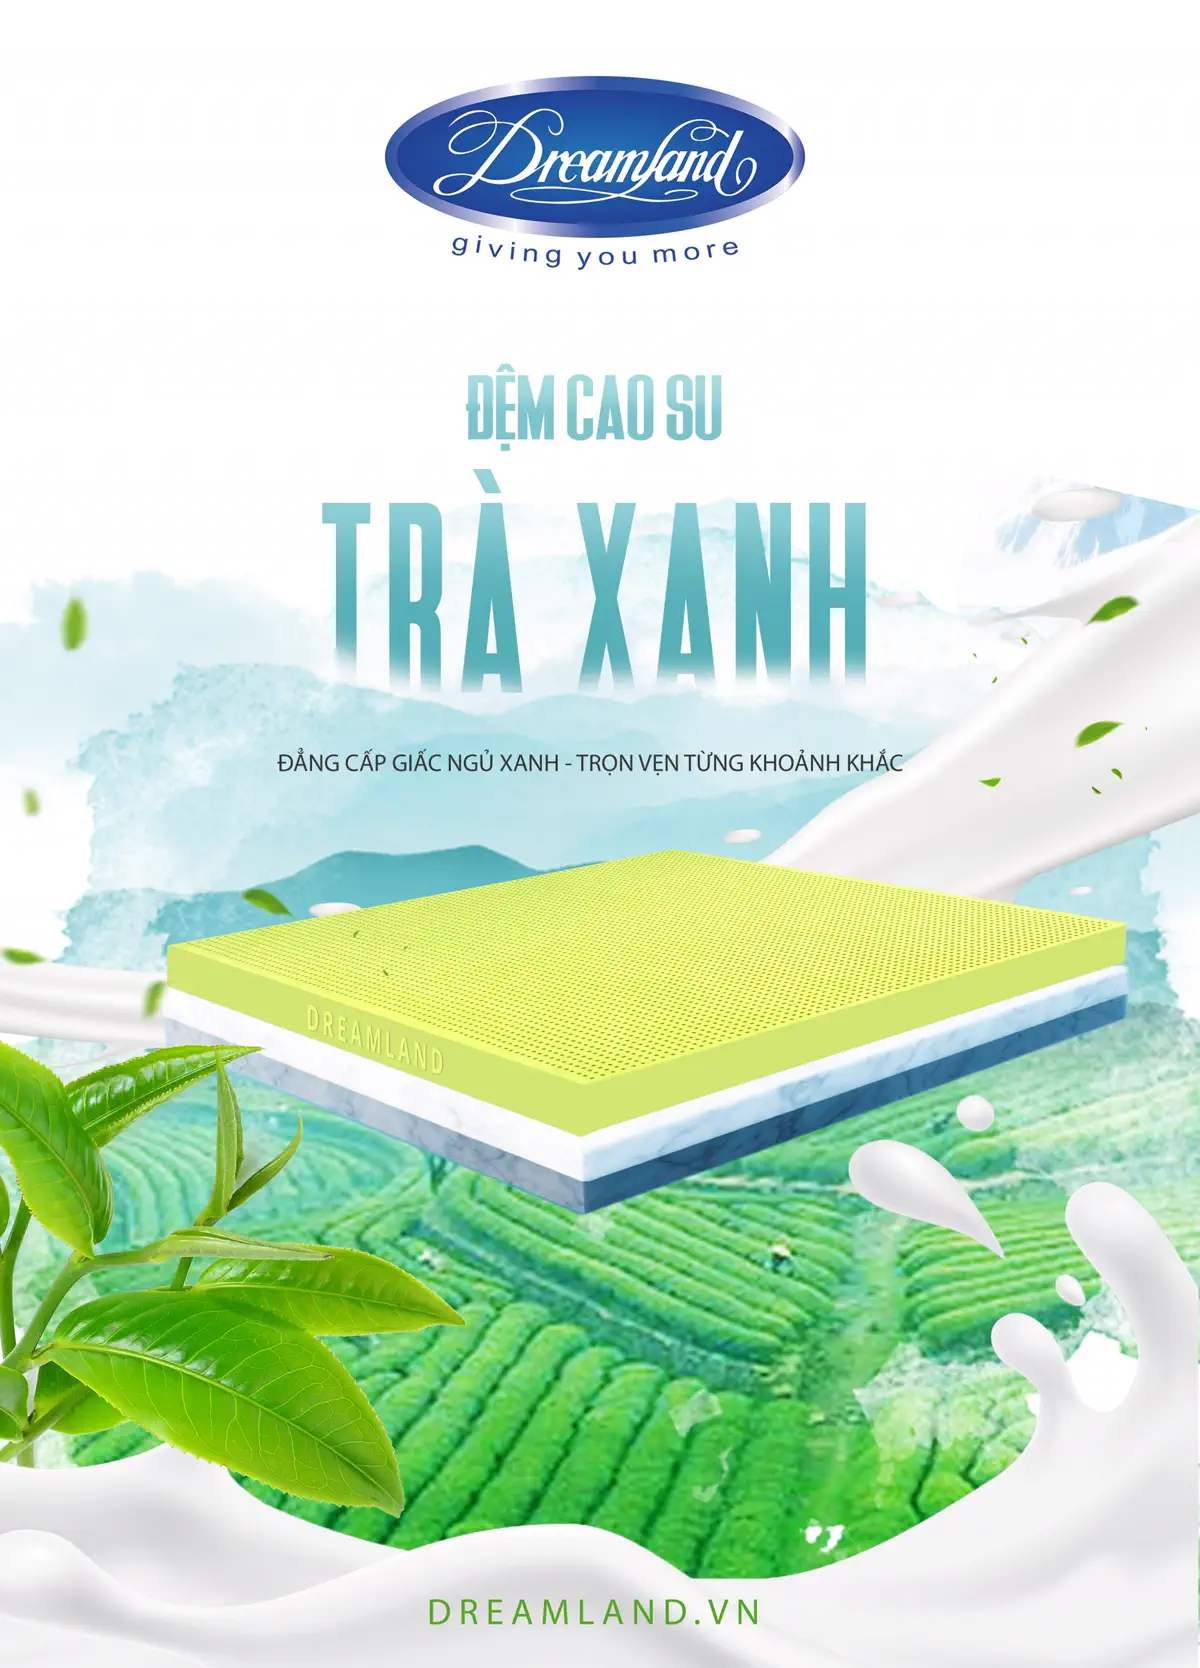 Dreamland
giving you more
ĐỆM CAO SU
TRÀ XANH
ĐẲNG CẤP GIẤC NGỦ XANH - TRỌN VẸN TỪNG KHOẢNH KHẮC
DREAMLAND
DREAMLAND.VN